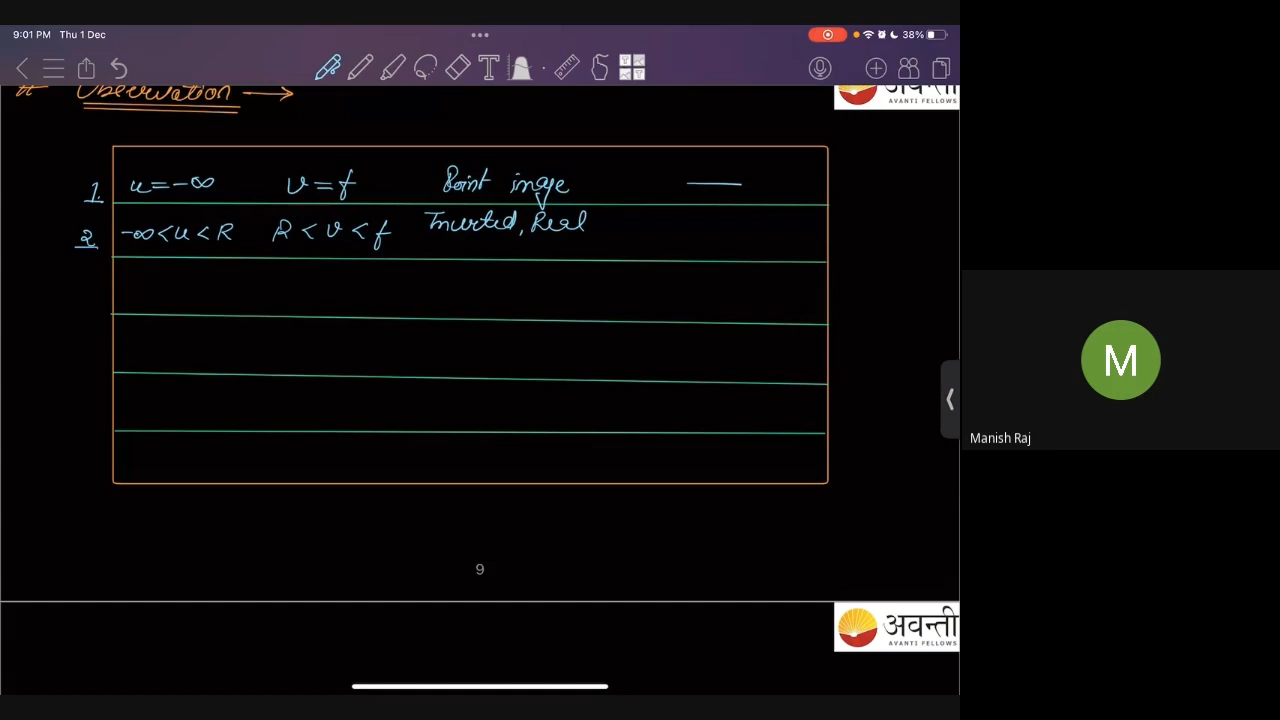 9:01 PM Thu 1 Dec
38%
Observation →
अवन्ती
AVANTI FELLOWS
1. u=-∞ v=f Point image —
2 -∞<u<R R<v<f Inverted, Real
9
M
Manish Raj
अवन्ती
AVANTI FELLOWS